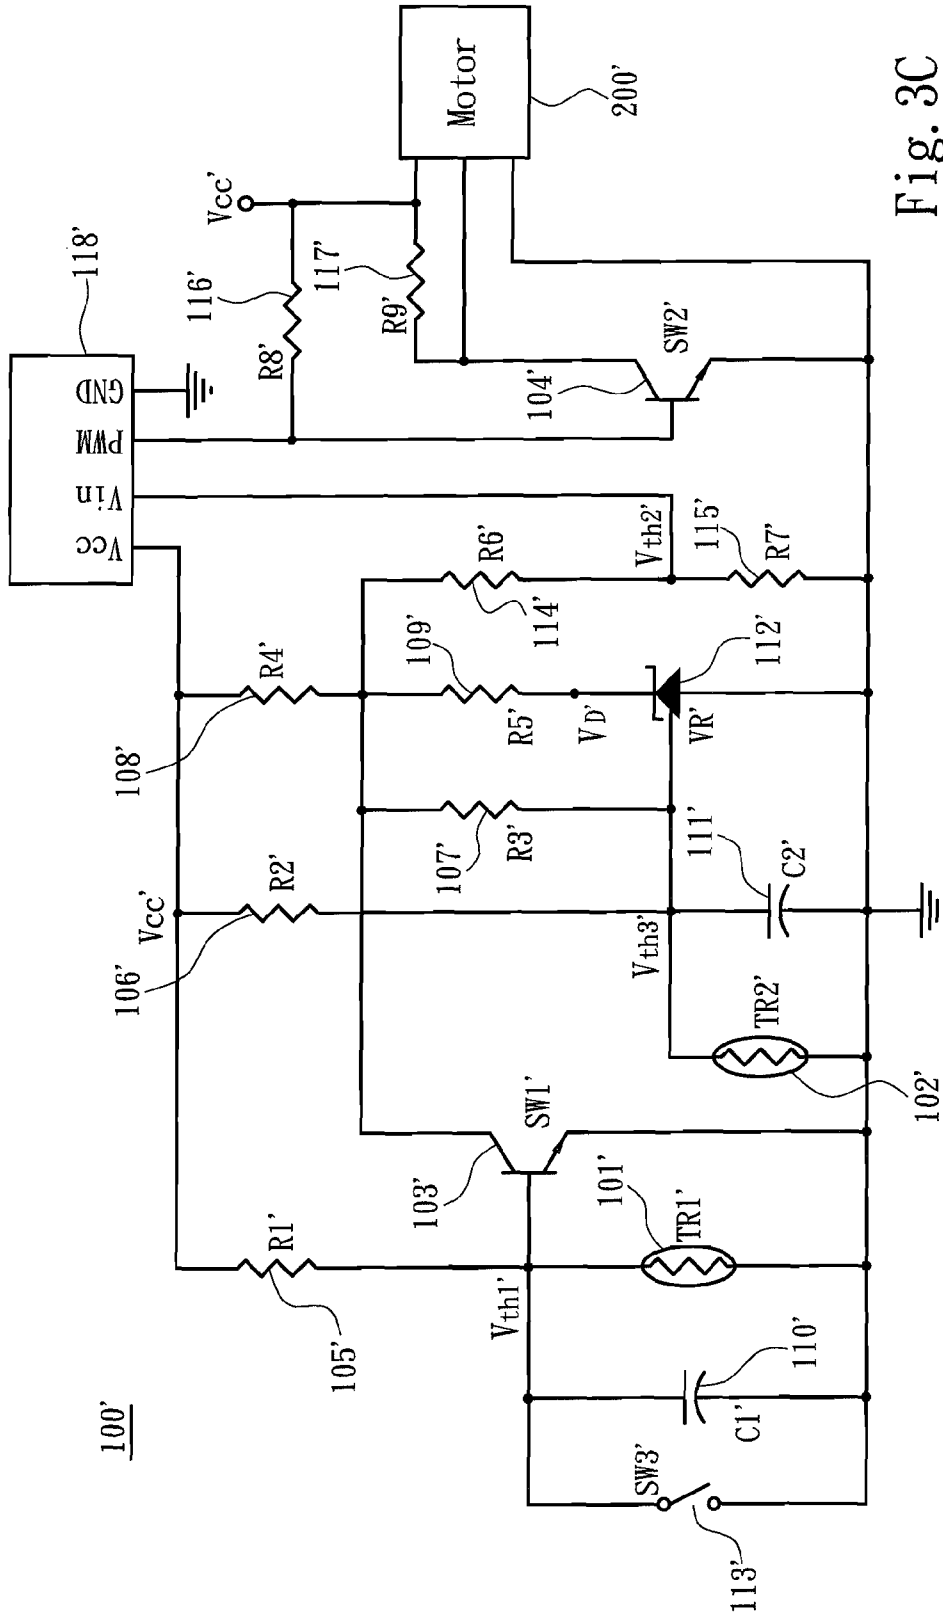 100'
118'
Vcc
Vin
PWM
GND
Vcc'
Vcc'
105'
R1'
106'
R2'
108'
R4'
116'
R8'
117'
R9'
Motor
200'
107'
R3'
109'
R5'
VD'
R6'
114'
Vth2'
115'
R7'
104'
SW2'
103'
SW1'
Vth1'
101'
TR1'
Vth3'
TR2'
102'
111'
C2'
VR'
112'
SW3'
113'
C1'
110'
Fig. 3C